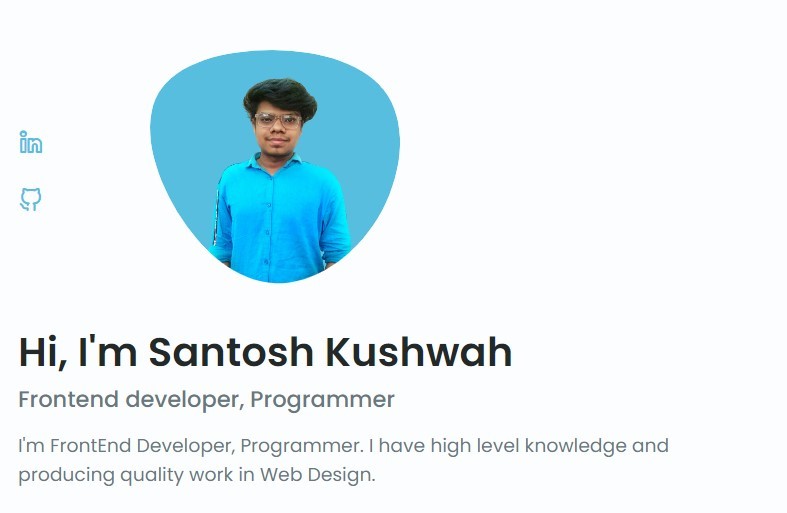 in
Hi, I'm Santosh Kushwah
Frontend developer, Programmer
I'm FrontEnd Developer, Programmer. I have high level knowledge and
producing quality work in Web Design.